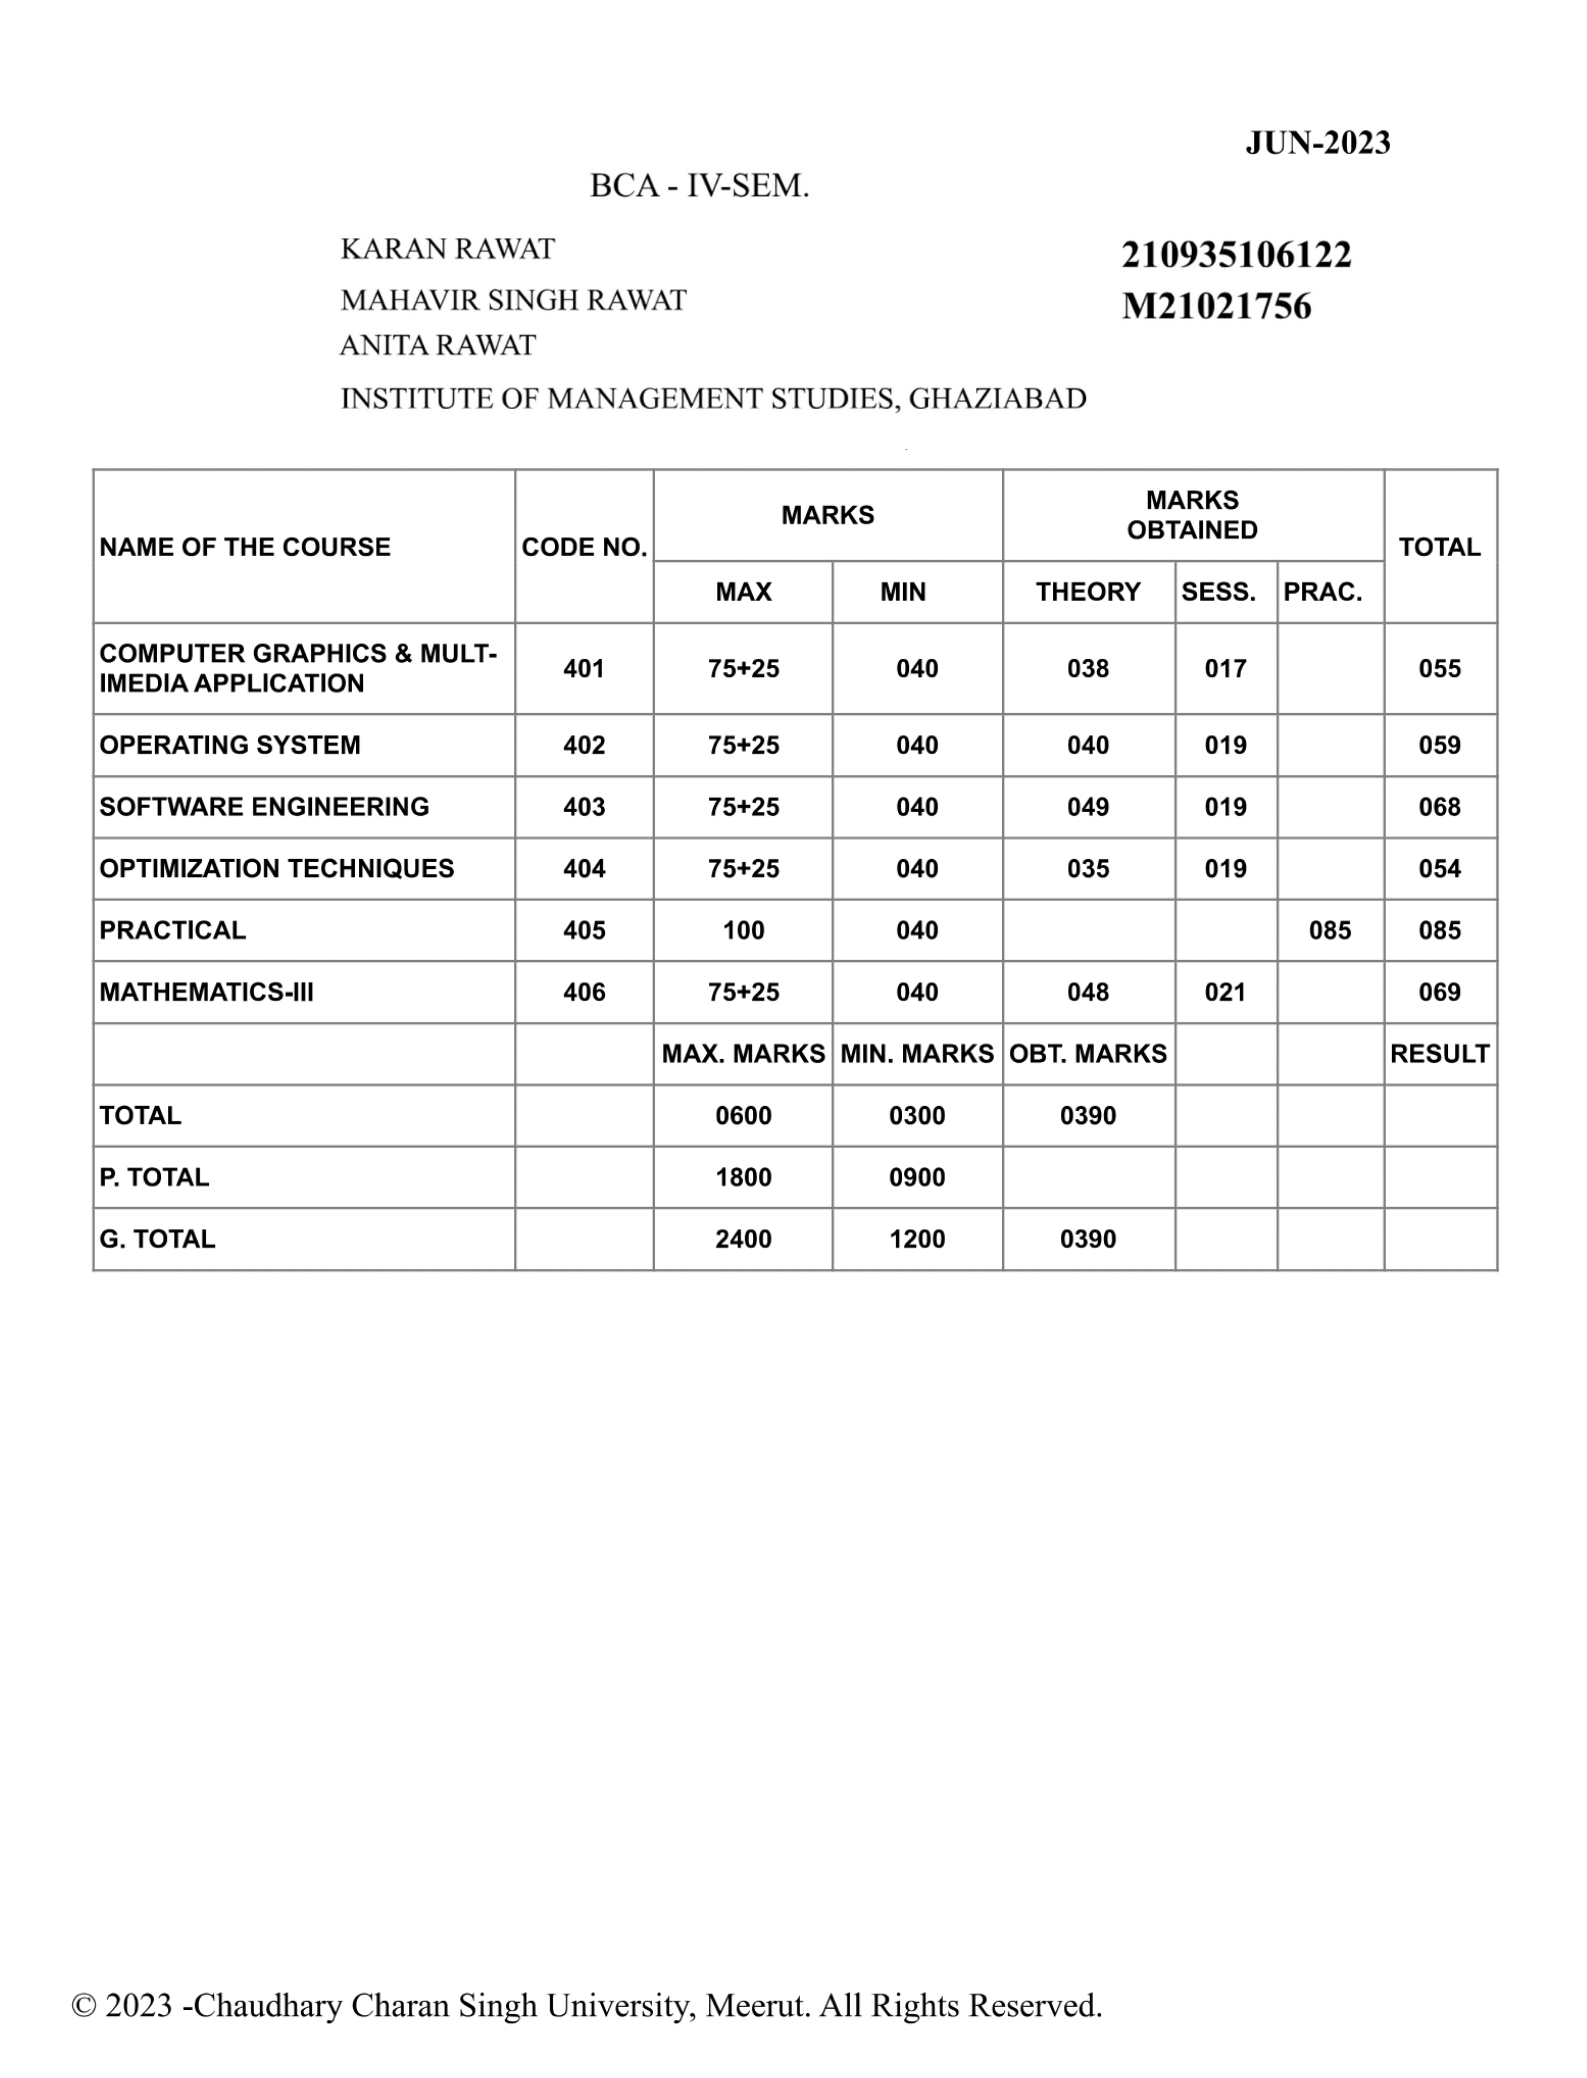 JUN-2023
BCA - IV-SEM.
KARAN RAWAT 210935106122
MAHAVIR SINGH RAWAT M21021756
ANITA RAWAT
INSTITUTE OF MANAGEMENT STUDIES, GHAZIABAD
NAME OF THE COURSE CODE NO. MARKS MARKS OBTAINED TOTAL
MAX MIN THEORY SESS. PRAC.
COMPUTER GRAPHICS & MULT-
IMEDIA APPLICATION 401 75+25 040 038 017 055
OPERATING SYSTEM 402 75+25 040 040 019 059
SOFTWARE ENGINEERING 403 75+25 040 049 019 068
OPTIMIZATION TECHNIQUES 404 75+25 040 035 019 054
PRACTICAL 405 100 040 085 085
MATHEMATICS-III 406 75+25 040 048 021 069
MAX. MARKS MIN. MARKS OBT. MARKS RESULT
TOTAL 0600 0300 0390
P. TOTAL 1800 0900
G. TOTAL 2400 1200 0390
© 2023 -Chaudhary Charan Singh University, Meerut. All Rights Reserved.